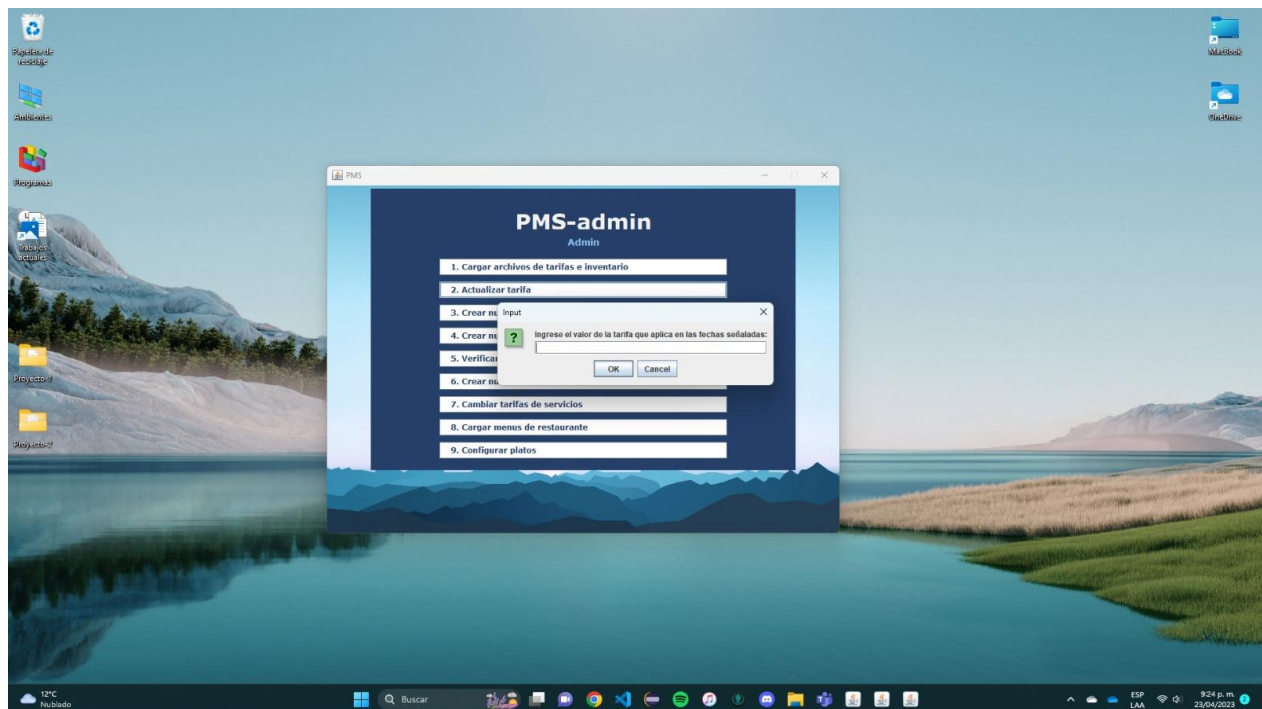 Papelera de
reciclaje
Ambientes
Programas
Trabajos
actuales
Proyecto-1
Proyecto-2
MacBook
OneDrive
PMS
PMS-admin
Admin
1. Cargar archivos de tarifas e inventario
2. Actualizar tarifa
3. Crear nu
4. Crear nu
5. Verificar
6. Crear nu
7. Cambiar tarifas de servicios
8. Cargar menus de restaurante
9. Configurar platos
Input
Ingrese el valor de la tarifa que aplica en las fechas señaladas:
OK Cancel
12°C
Nublado
Buscar
ESP
LAA
9:24 p. m.
23/04/2023
2